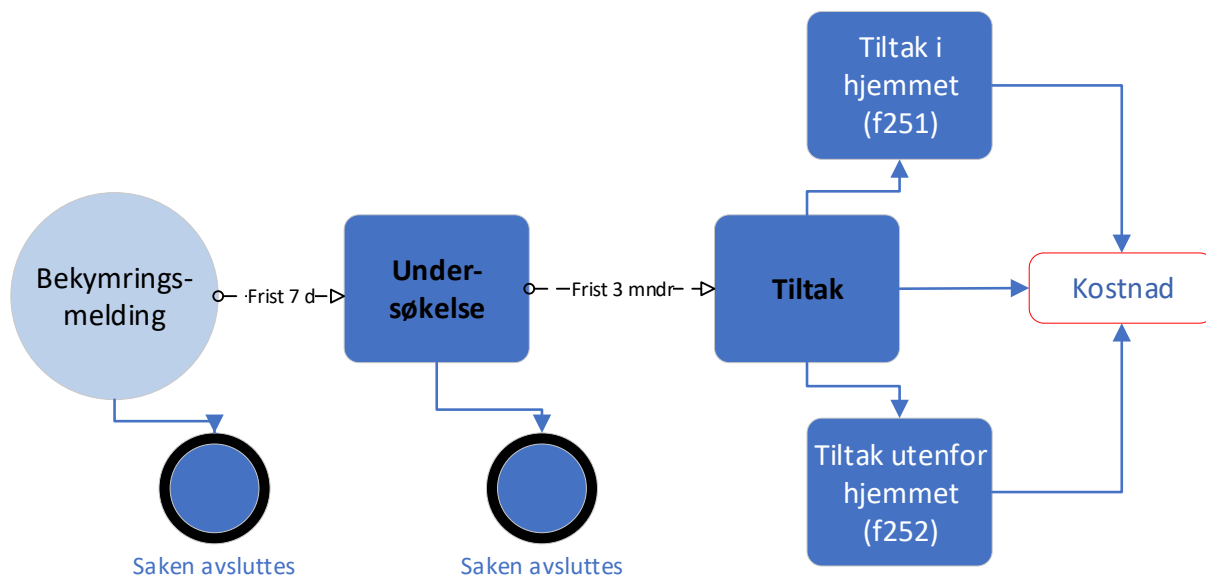 Bekymrings-
melding
Frist 7 d
Under-
søkelse
Frist 3 mndr
Tiltak
Tiltak i
hjemmet
(f251)
Kostnad
Tiltak utenfor
hjemmet
(f252)
Saken avsluttes
Saken avsluttes